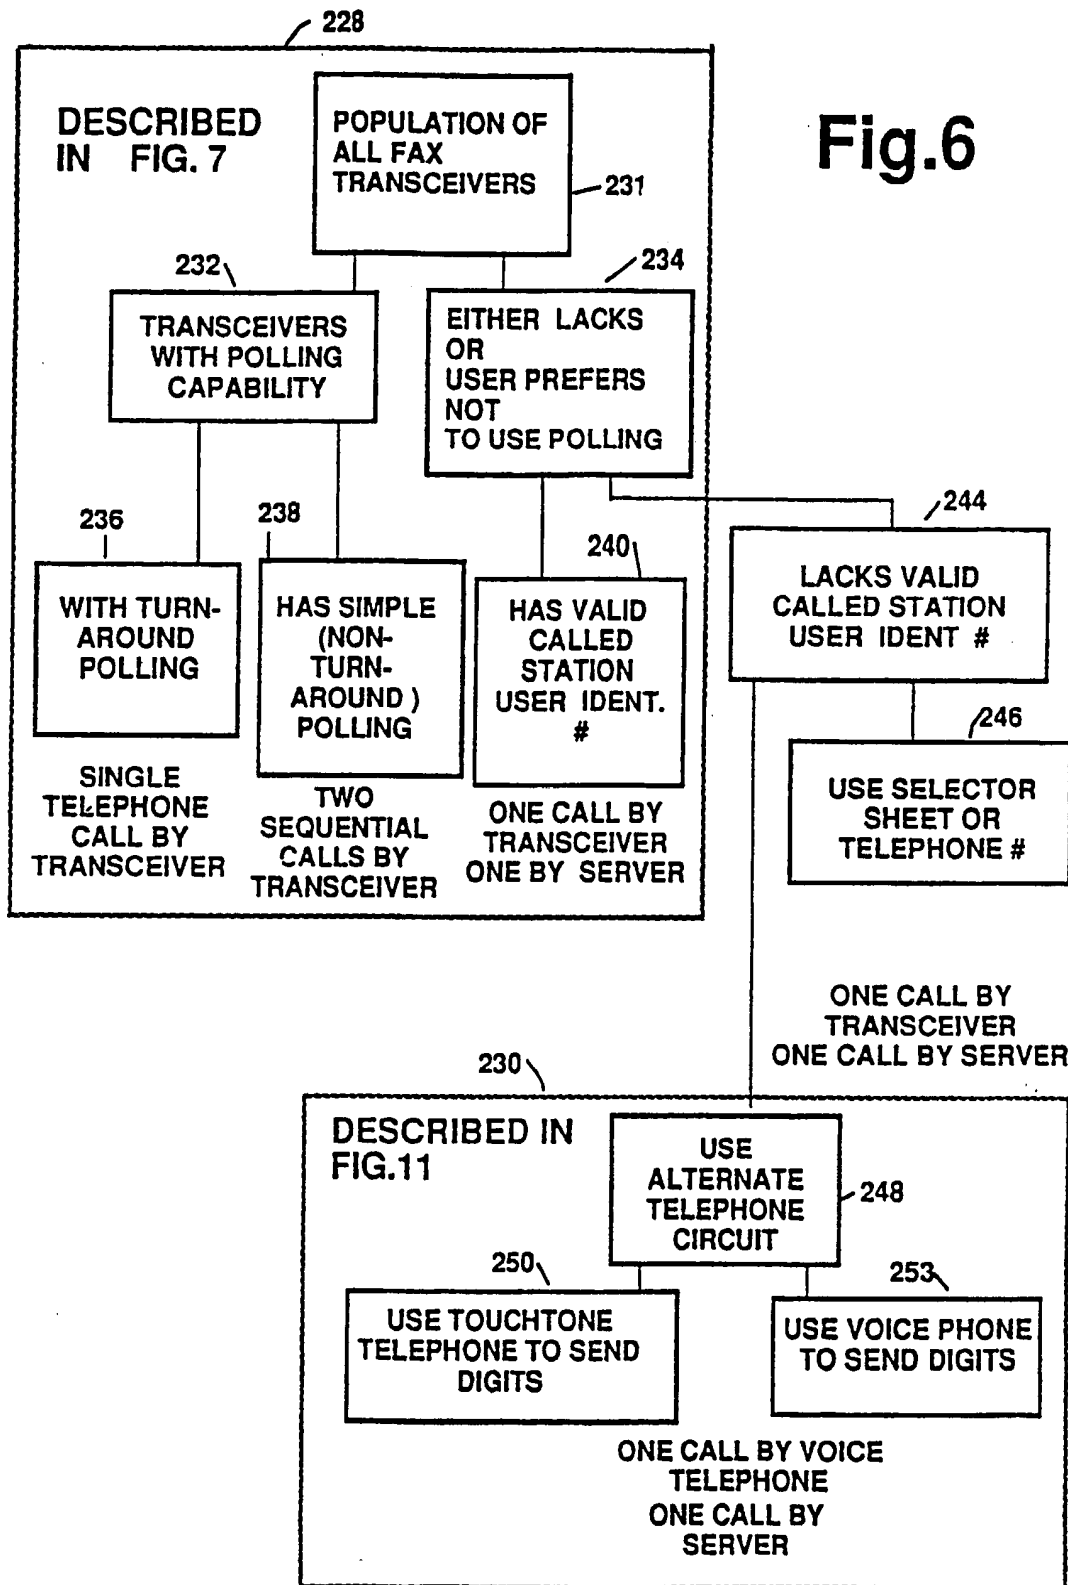 228
DESCRIBED
IN FIG. 7
Fig.6
POPULATION OF
ALL FAX
TRANSCEIVERS
231
232
234
TRANSCEIVERS
WITH POLLING
CAPABILITY
EITHER LACKS
OR
USER PREFERS
NOT
TO USE POLLING
236
238
240
244
WITH TURN-
AROUND
POLLING
HAS SIMPLE
(NON-
TURN-
AROUND )
POLLING
HAS VALID
CALLED
STATION
USER IDENT.
#
LACKS VALID
CALLED STATION
USER IDENT #
246
USE SELECTOR
SHEET OR
TELEPHONE #
SINGLE
TELEPHONE
CALL BY
TRANSCEIVER
TWO
SEQUENTIAL
CALLS BY
TRANSCEIVER
ONE CALL BY
TRANSCEIVER
ONE BY SERVER
ONE CALL BY
TRANSCEIVER
ONE CALL BY SERVER
230
DESCRIBED IN
FIG.11
USE
ALTERNATE
TELEPHONE
CIRCUIT
248
250
253
USE TOUCHTONE
TELEPHONE TO SEND
DIGITS
USE VOICE PHONE
TO SEND DIGITS
ONE CALL BY VOICE
TELEPHONE
ONE CALL BY
SERVER